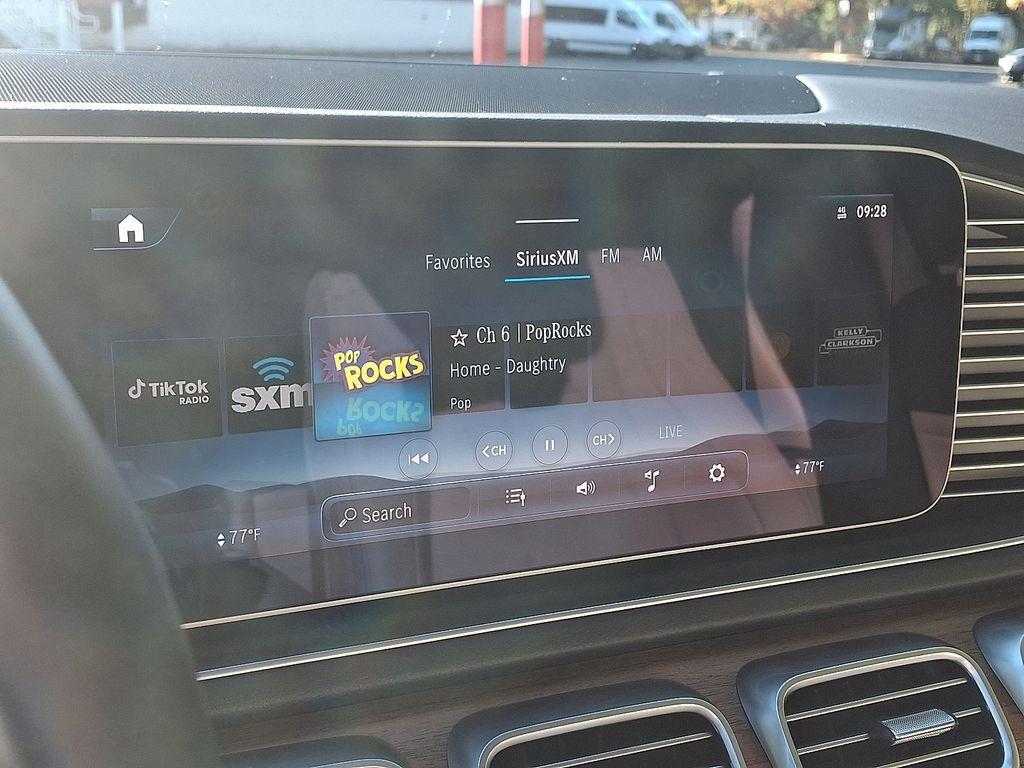 4G 09:28
Favorites SiriusXM FM AM
TikTok
RADIO
sxm
POP
ROCKS
Ch 6 | PopRocks
Home - Daughtry
Pop
KELLY
CLARKSON
<CH
CH>
LIVE
Search
77°F
77°F